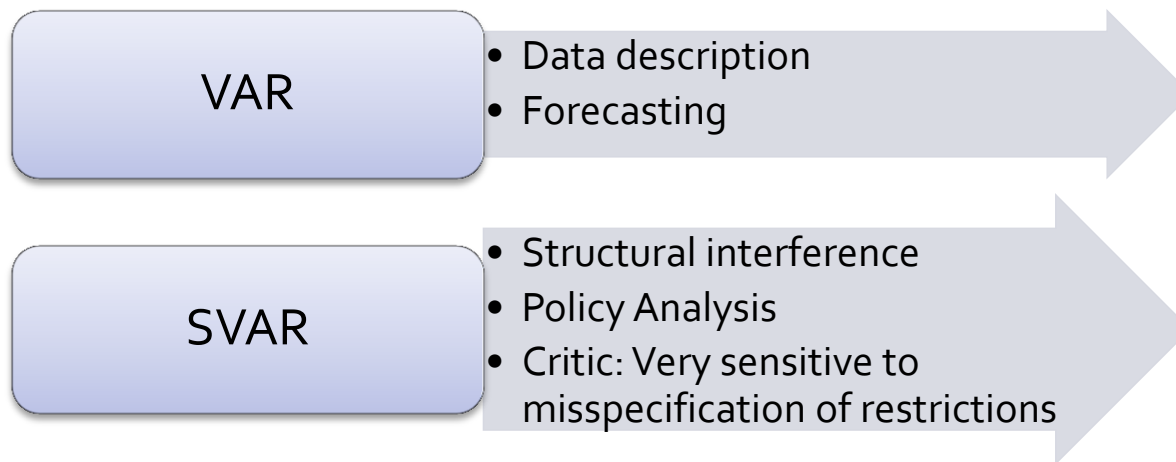 VAR
• Data description
• Forecasting
SVAR
• Structural interference
• Policy Analysis
• Critic: Very sensitive to
misspecification of restrictions